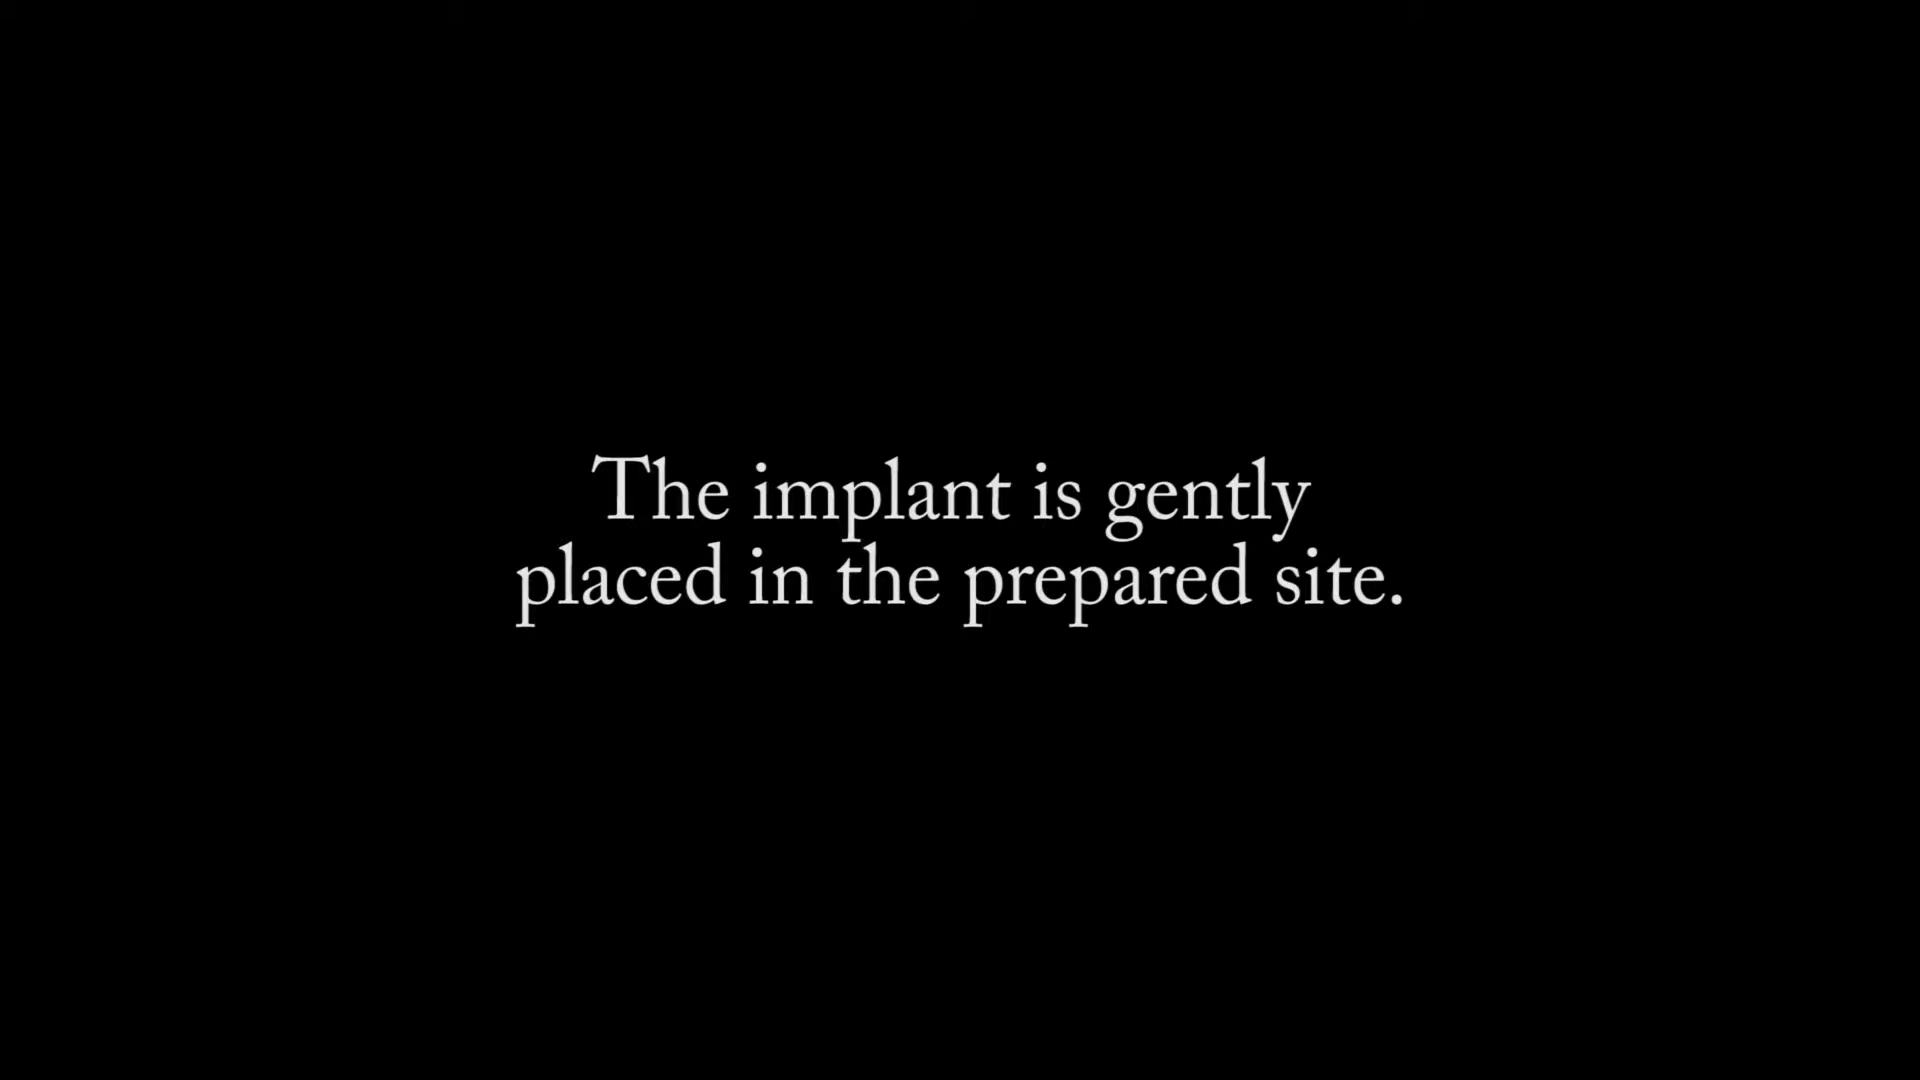 The implant is gently
placed in the prepared site.